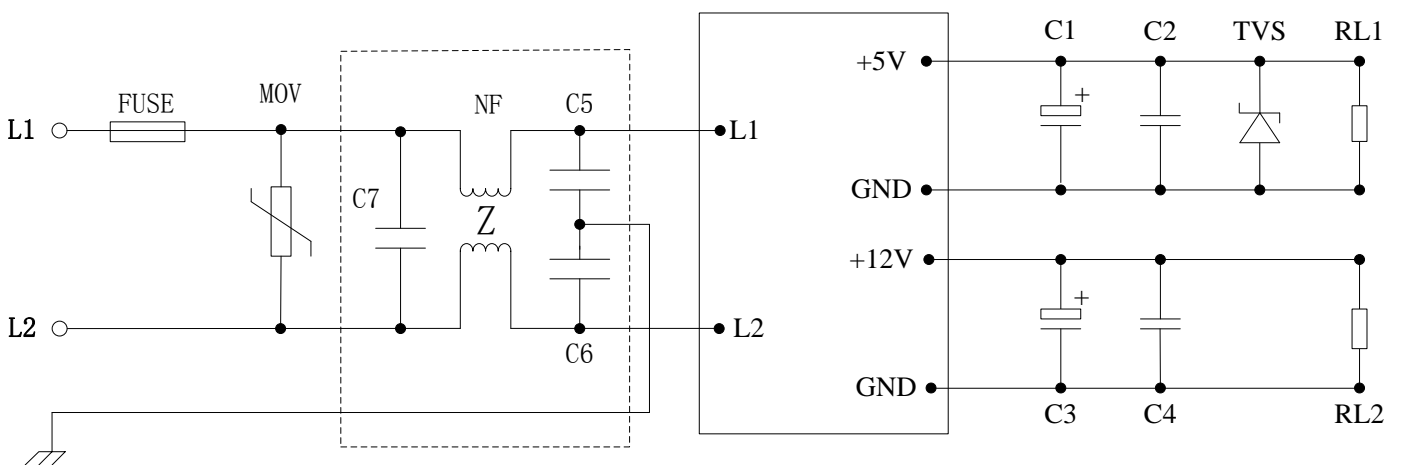 C1 C2 TVS RL1
+5V
FUSE MOV NF C5
L1 L1
GND
C7
Z
+12V
L2 L2
C6
GND
C3 C4 RL2
+
+